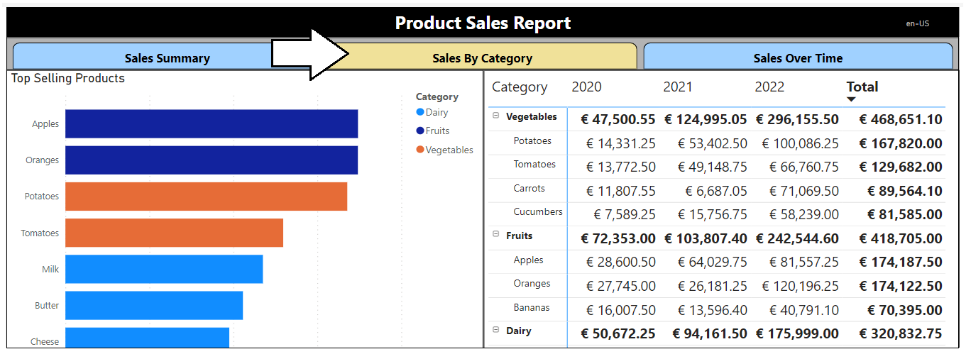 Product Sales Report
en-US
Sales Summary
Sales By Category
Sales Over Time
Top Selling Products
Apples
Oranges
Potatoes
Tomatoes
Milk
Butter
Cheese
Category
Dairy
Fruits
Vegetables
Category 2020 2021 2022 Total
Vegetables € 47,500.55 € 124,995.05 € 296,155.50 € 468,651.10
Potatoes € 14,331.25 € 53,402.50 € 100,086.25 € 167,820.00
Tomatoes € 13,772.50 € 49,148.75 € 66,760.75 € 129,682.00
Carrots € 11,807.55 € 6,687.05 € 71,069.50 € 89,564.10
Cucumbers € 7,589.25 € 15,756.75 € 58,239.00 € 81,585.00
Fruits € 72,353.00 € 103,807.40 € 242,544.60 € 418,705.00
Apples € 28,600.50 € 64,029.75 € 81,557.25 € 174,187.50
Oranges € 27,745.00 € 26,181.25 € 120,196.25 € 174,122.50
Bananas € 16,007.50 € 13,596.40 € 40,791.10 € 70,395.00
Dairy € 50,672.25 € 94,161.50 € 175,999.00 € 320,832.75